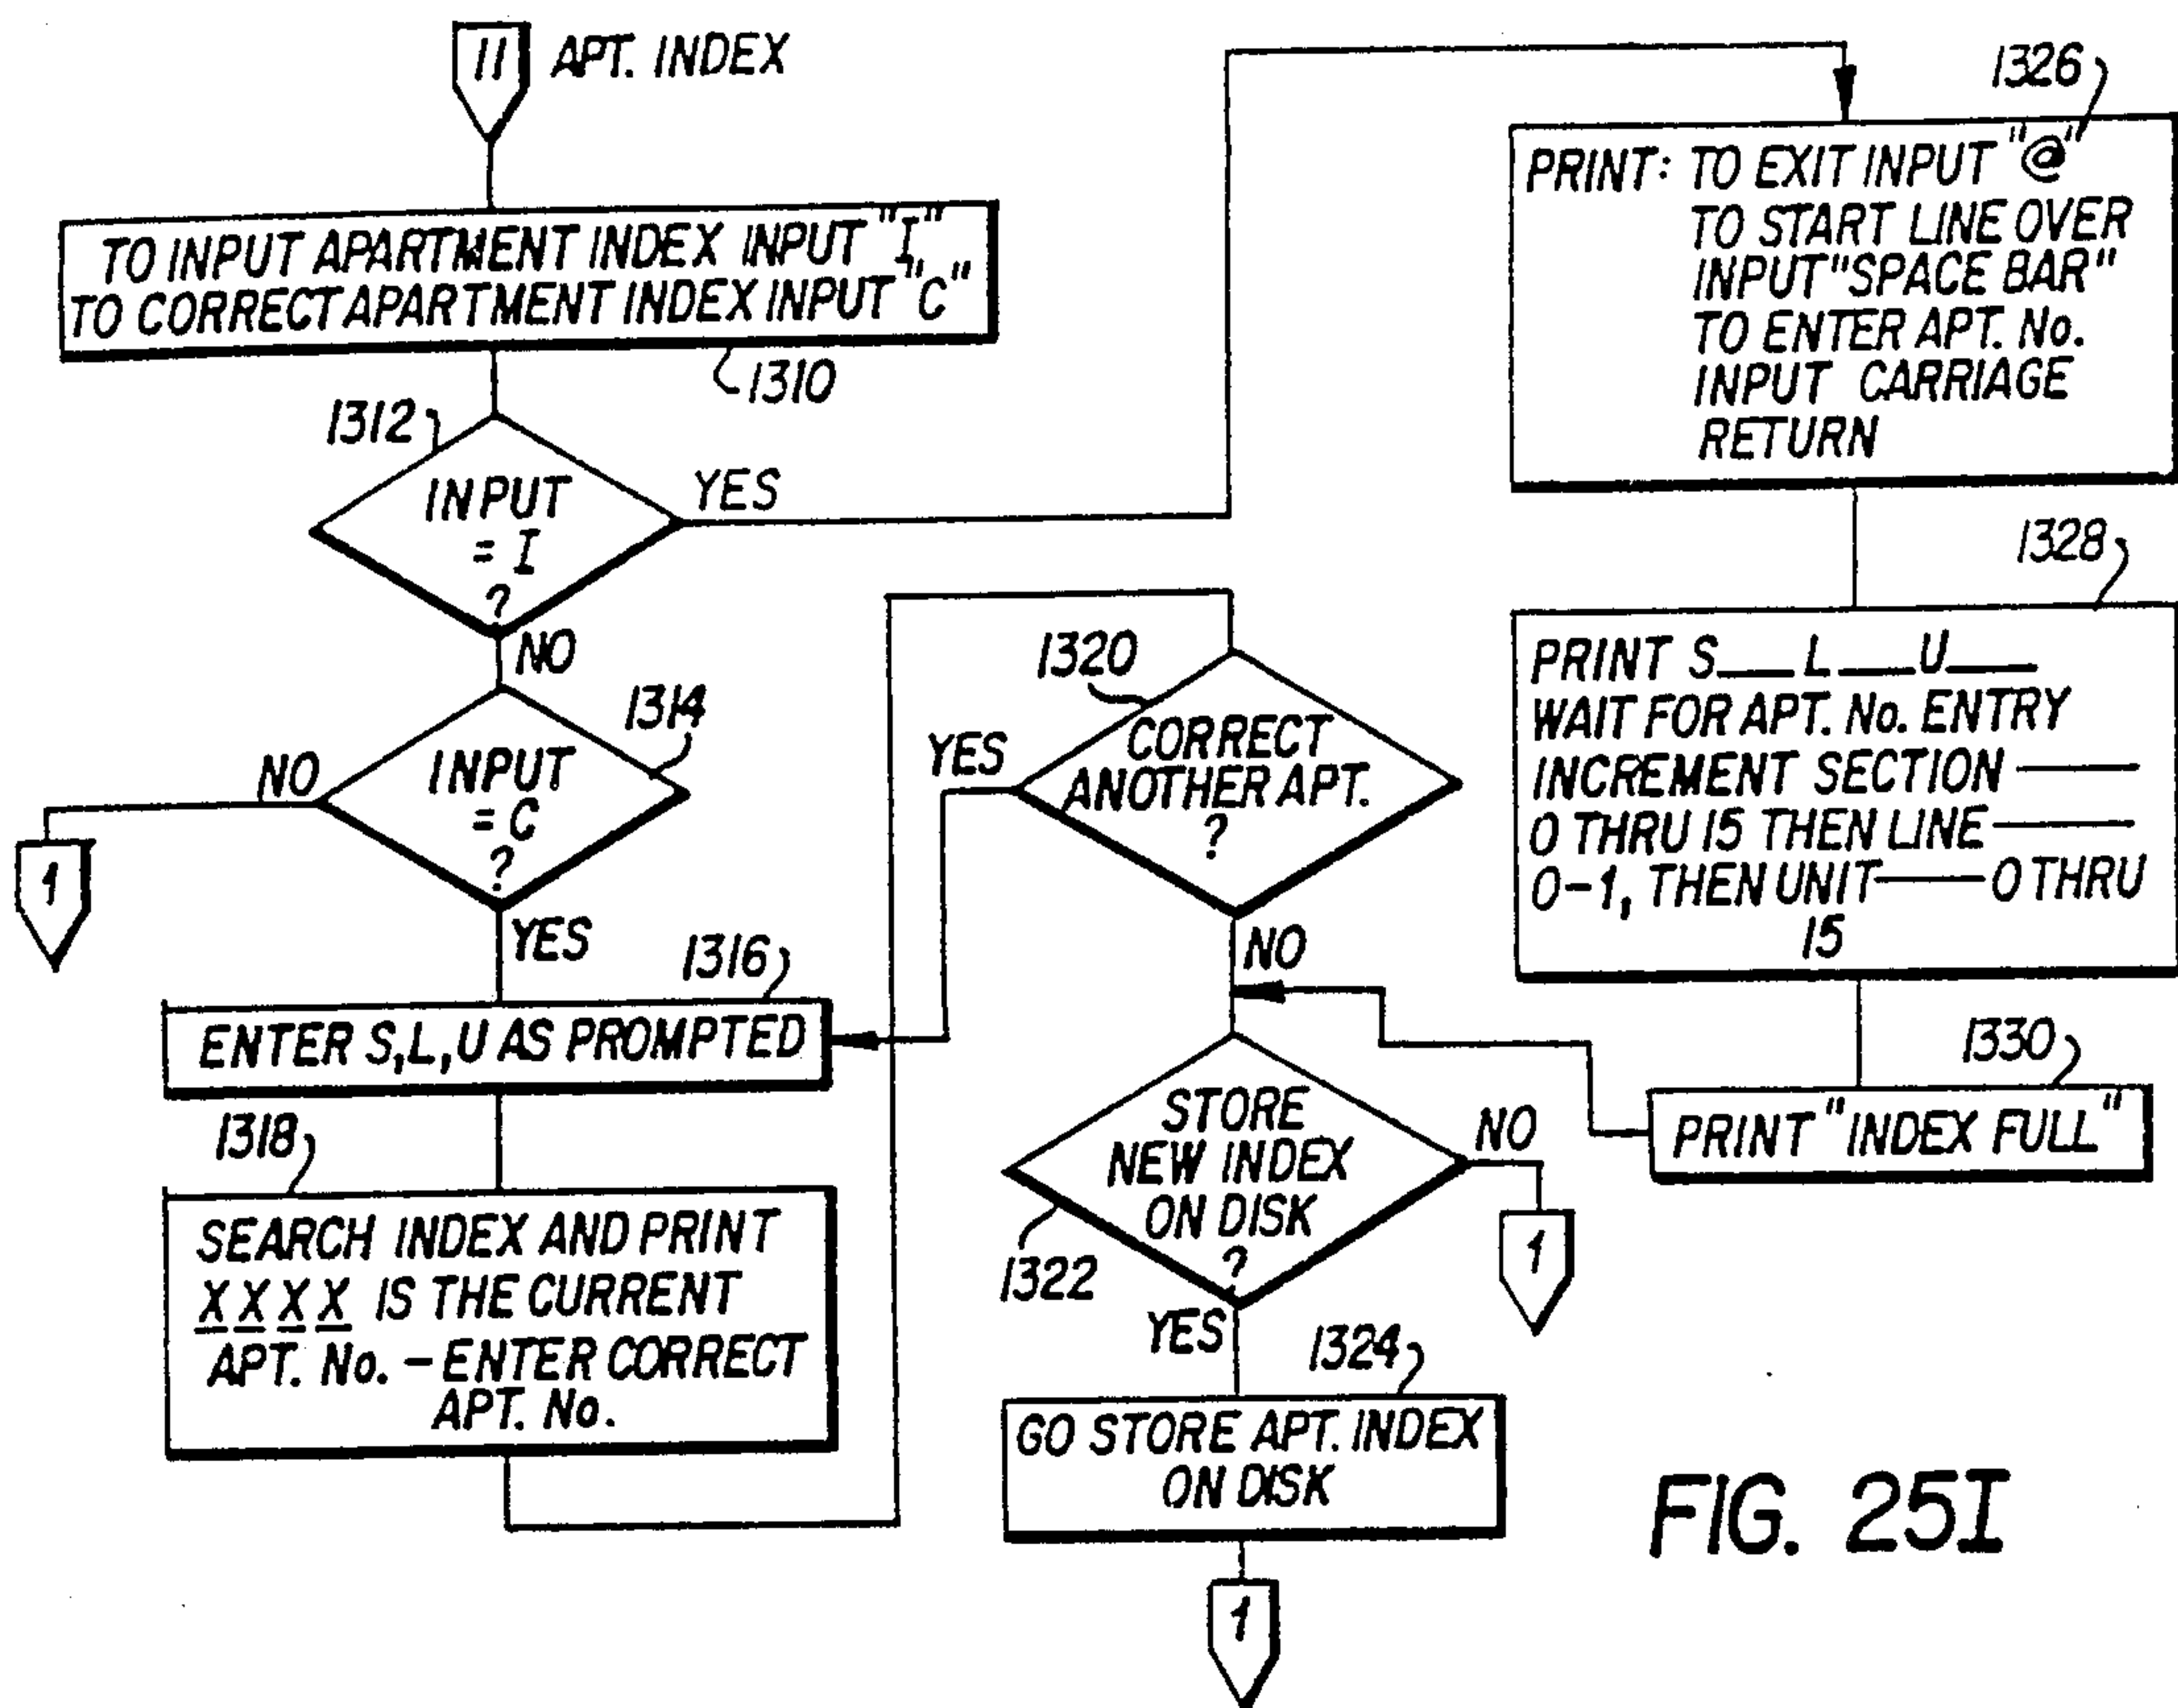 11 APT. INDEX
TO INPUT APARTMENT INDEX INPUT "I"
TO CORRECT APARTMENT INDEX INPUT "C"
1310
1312
INPUT
= I
?
YES
NO
1314
INPUT
= C
?
NO
1
YES
1316
ENTER S,L,U AS PROMPTED
1318
SEARCH INDEX AND PRINT
X X X X IS THE CURRENT
APT. No. – ENTER CORRECT
APT. No.
1320
CORRECT
ANOTHER APT.
?
YES
NO
STORE
NEW INDEX
ON DISK
?
1322
NO
1
YES
1324
GO STORE APT. INDEX
ON DISK
1
1326
PRINT: TO EXIT INPUT "@"
TO START LINE OVER
INPUT "SPACE BAR"
TO ENTER APT. No.
INPUT CARRIAGE
RETURN
1328
PRINT S___L___U___
WAIT FOR APT. No. ENTRY
INCREMENT SECTION ——
0 THRU 15 THEN LINE ——
0-1, THEN UNIT —— 0 THRU
15
1330
PRINT "INDEX FULL"
FIG. 25I